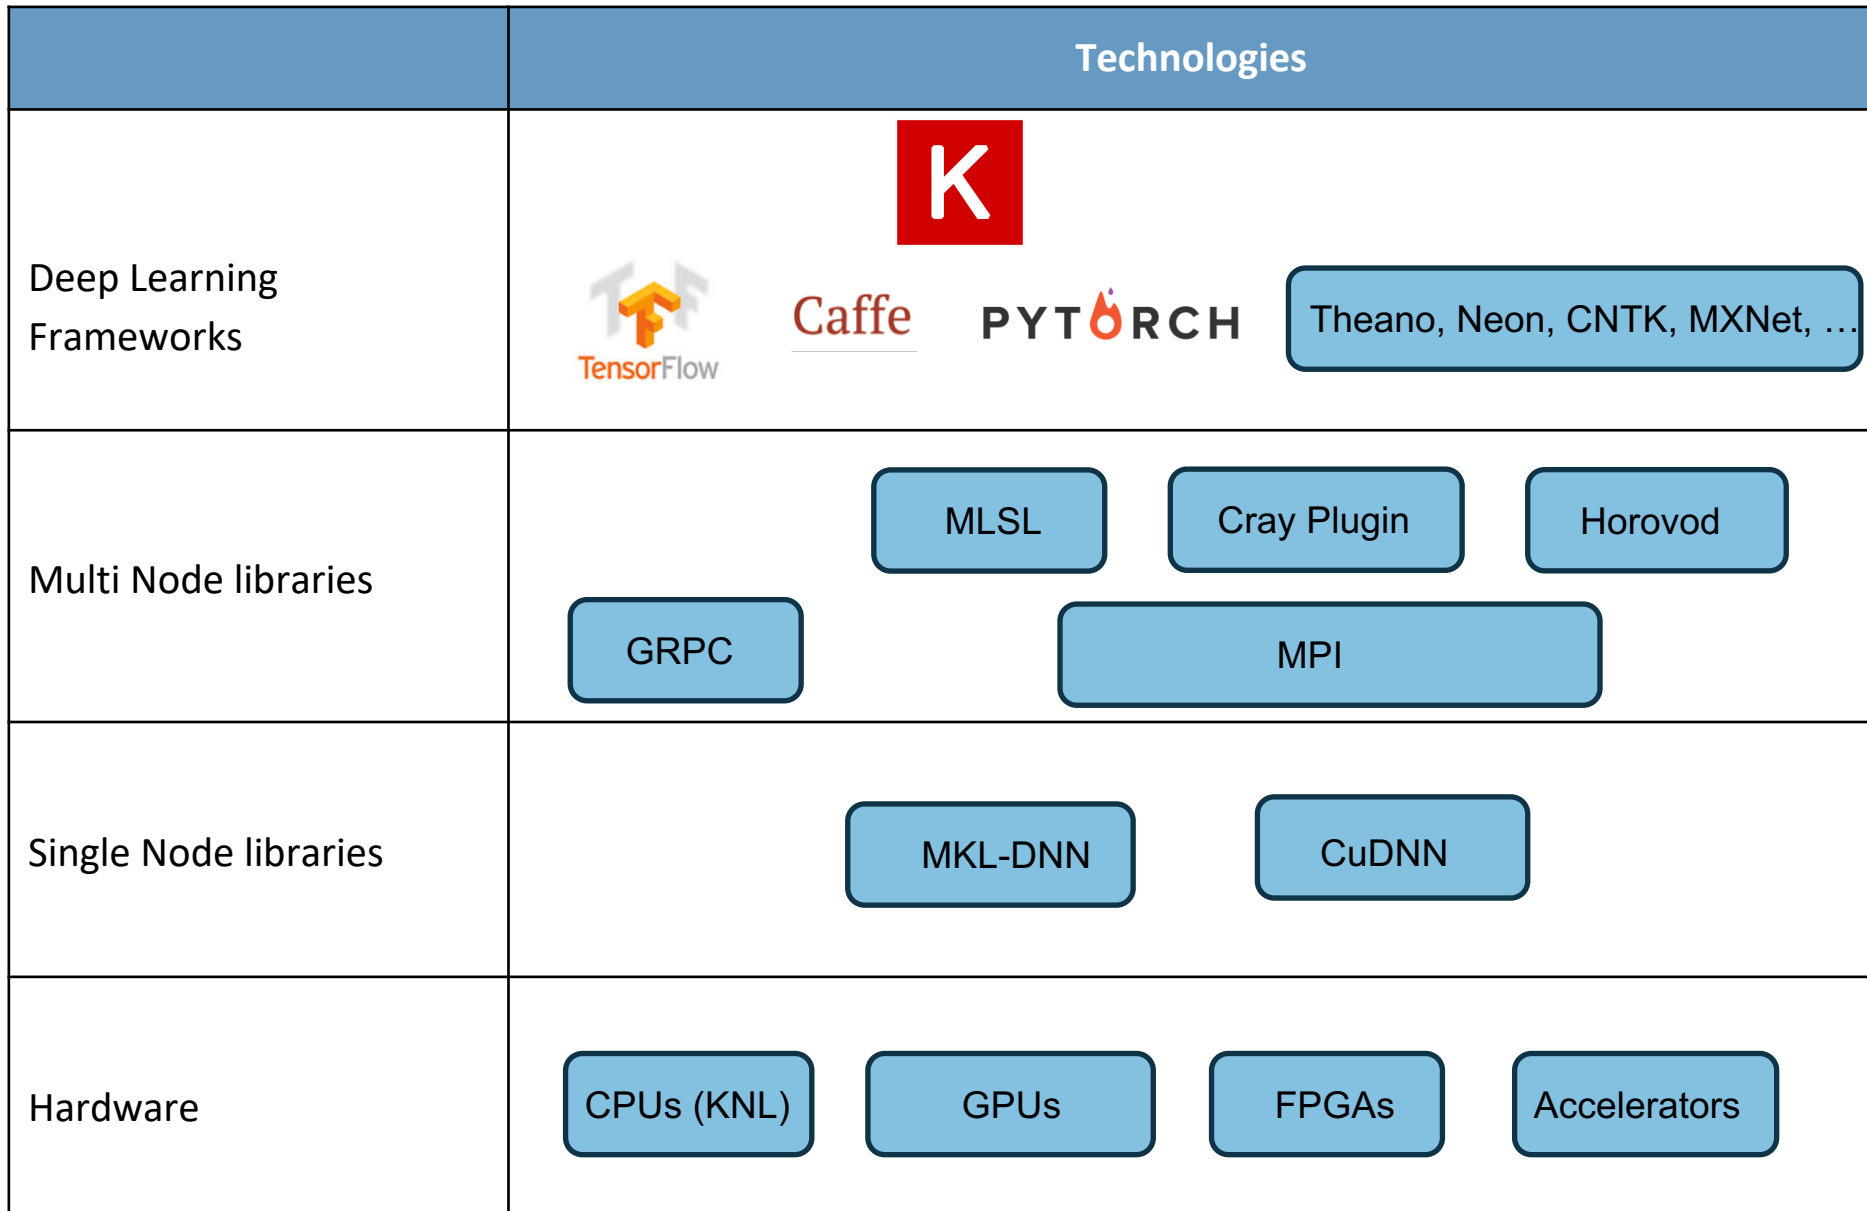 Technologies
Deep Learning
Frameworks
K
TensorFlow
Caffe
PYTORCH
Theano, Neon, CNTK, MXNet, ...
Multi Node libraries
MLSL
Cray Plugin
Horovod
GRPC
MPI
Single Node libraries
MKL-DNN
CuDNN
Hardware
CPUs (KNL)
GPUs
FPGAs
Accelerators